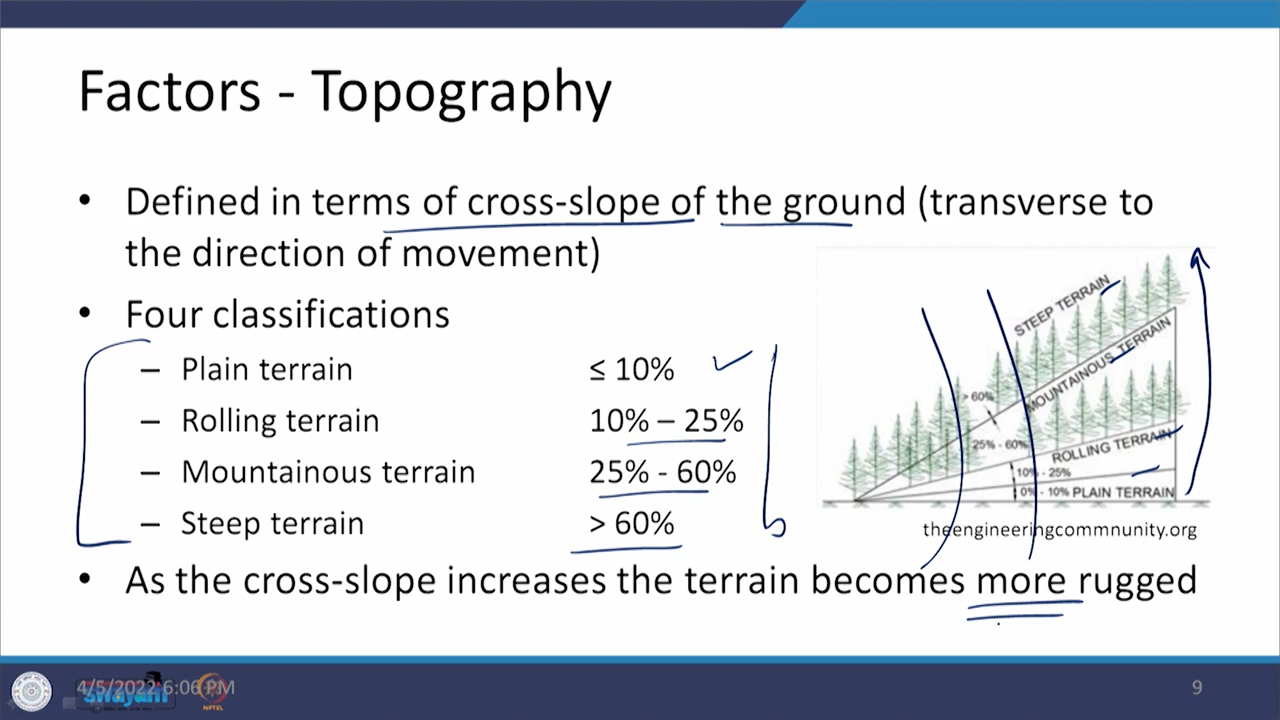 Factors - Topography
• Defined in terms of cross-slope of the ground (transverse to
the direction of movement)
• Four classifications
– Plain terrain ≤ 10%
– Rolling terrain 10% – 25%
– Mountainous terrain 25% - 60%
– Steep terrain > 60%
STEEP TERRAIN
MOUNTAINOUS TERRAIN
> 60%
25% - 60%
ROLLING TERRAIN
10% - 25%
0% - 10% PLAIN TERRAIN
theengineeringcommnunity.org
• As the cross-slope increases the terrain becomes more rugged
4/5/2022 6:06 PM
swayam
NPTEL
9